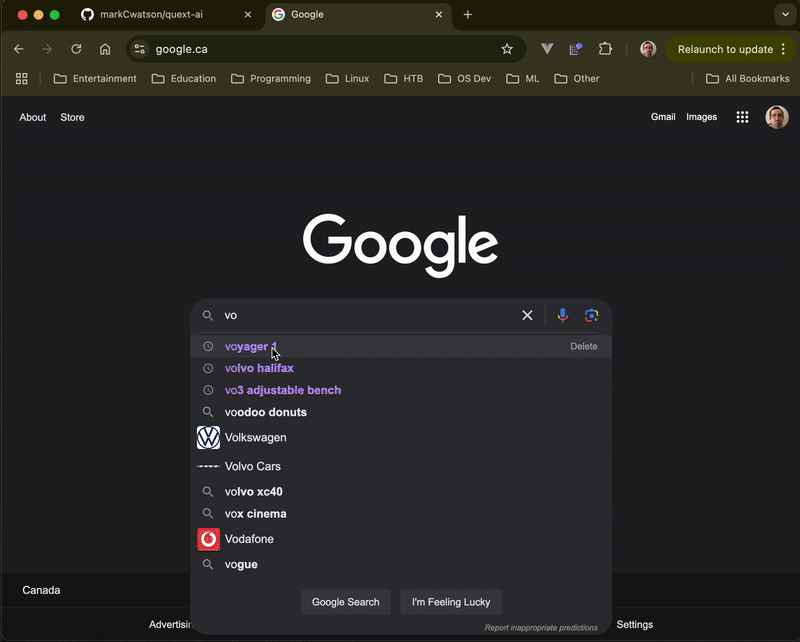 markCwatson/quext-ai
Google
google.ca
Relaunch to update
Entertainment
Education
Programming
Linux
HTB
OS Dev
ML
Other
All Bookmarks
About
Store
Gmail
Images
Google
vo
voyager 1
Delete
volvo halifax
vo3 adjustable bench
voodoo donuts
Volkswagen
Volvo Cars
volvo xc40
vox cinema
Vodafone
vogue
Google Search
I'm Feeling Lucky
Report inappropriate predictions
Canada
Advertisin
Settings